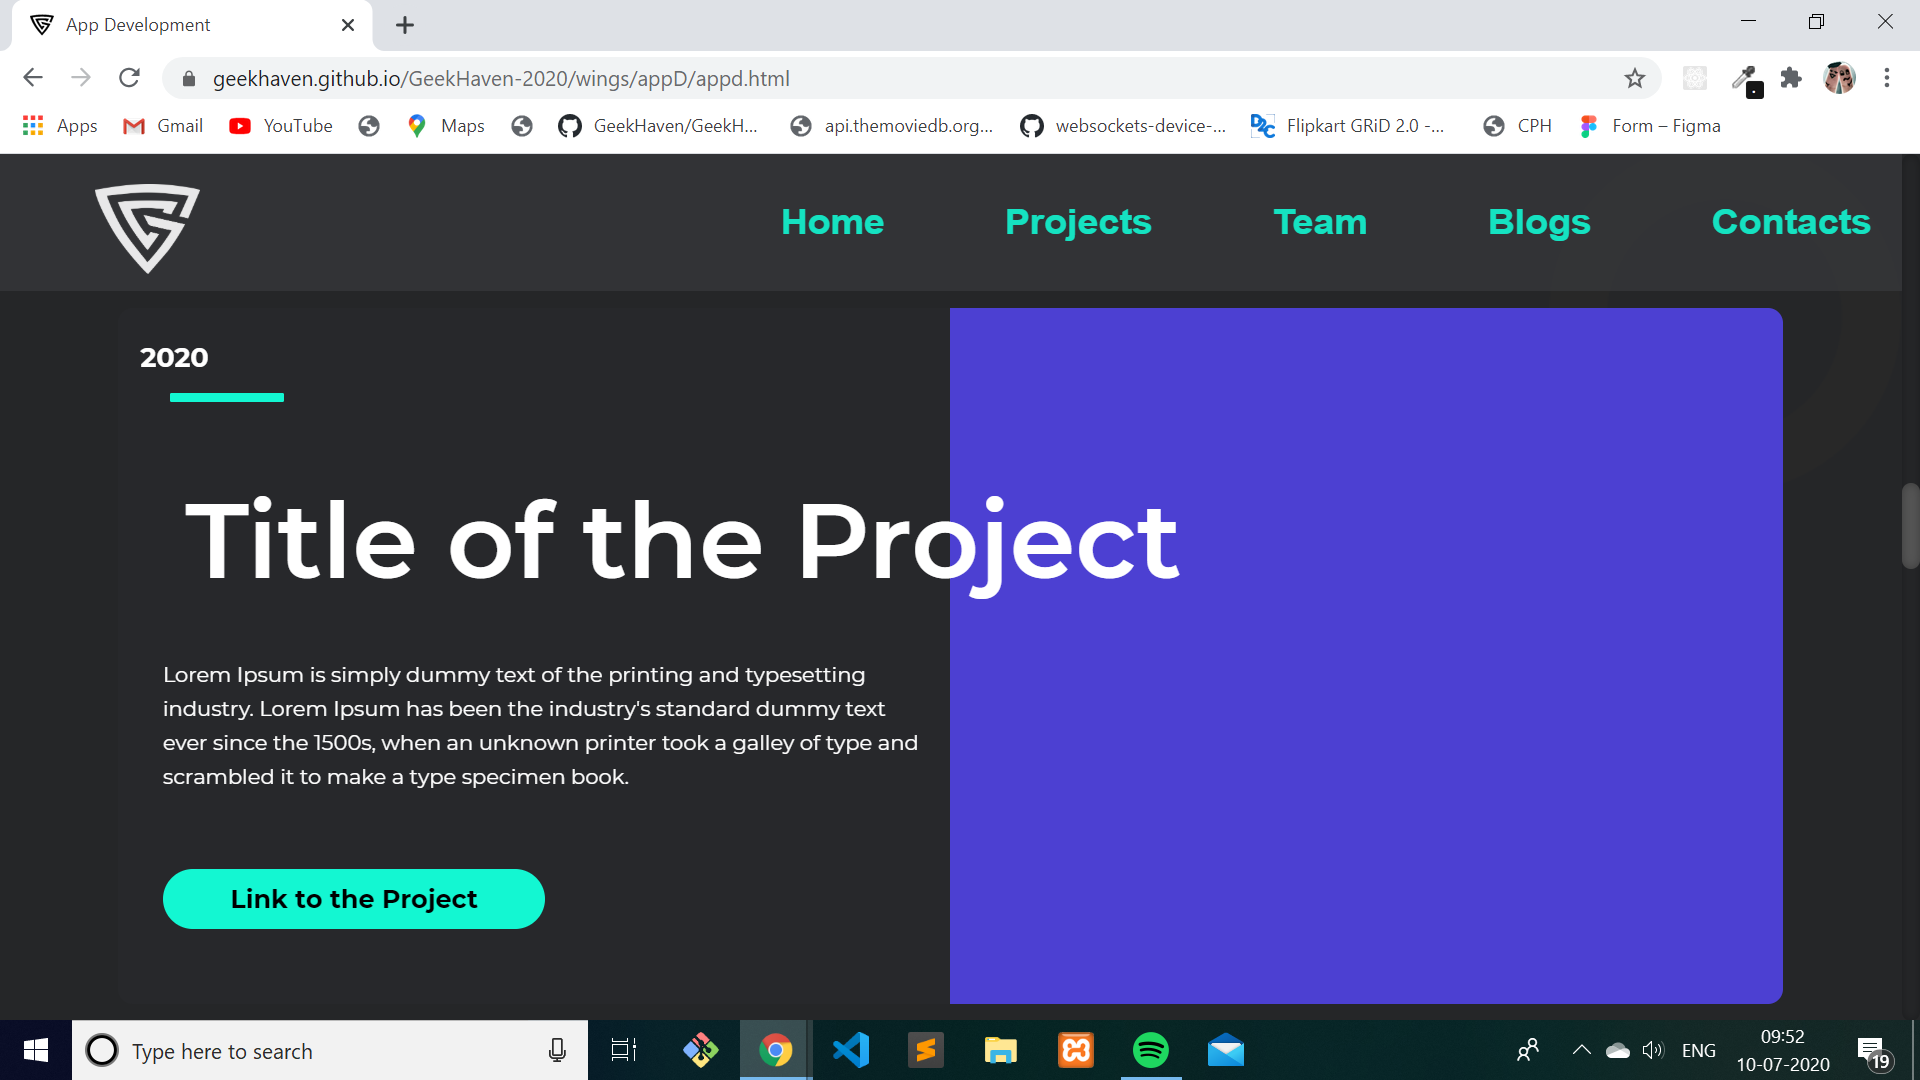 App Development
geekhaven.github.io/GeekHaven-2020/wings/appD/appd.html
Apps Gmail YouTube Maps GeekHaven/GeekH... api.themoviedb.org... websockets-device-... Flipkart GRiD 2.0 -... CPH Form – Figma
Home Projects Team Blogs Contacts
2020
Title of the Project
Lorem Ipsum is simply dummy text of the printing and typesetting
industry. Lorem Ipsum has been the industry's standard dummy text
ever since the 1500s, when an unknown printer took a galley of type and
scrambled it to make a type specimen book.
Link to the Project
Type here to search
ENG
09:52
10-07-2020
19